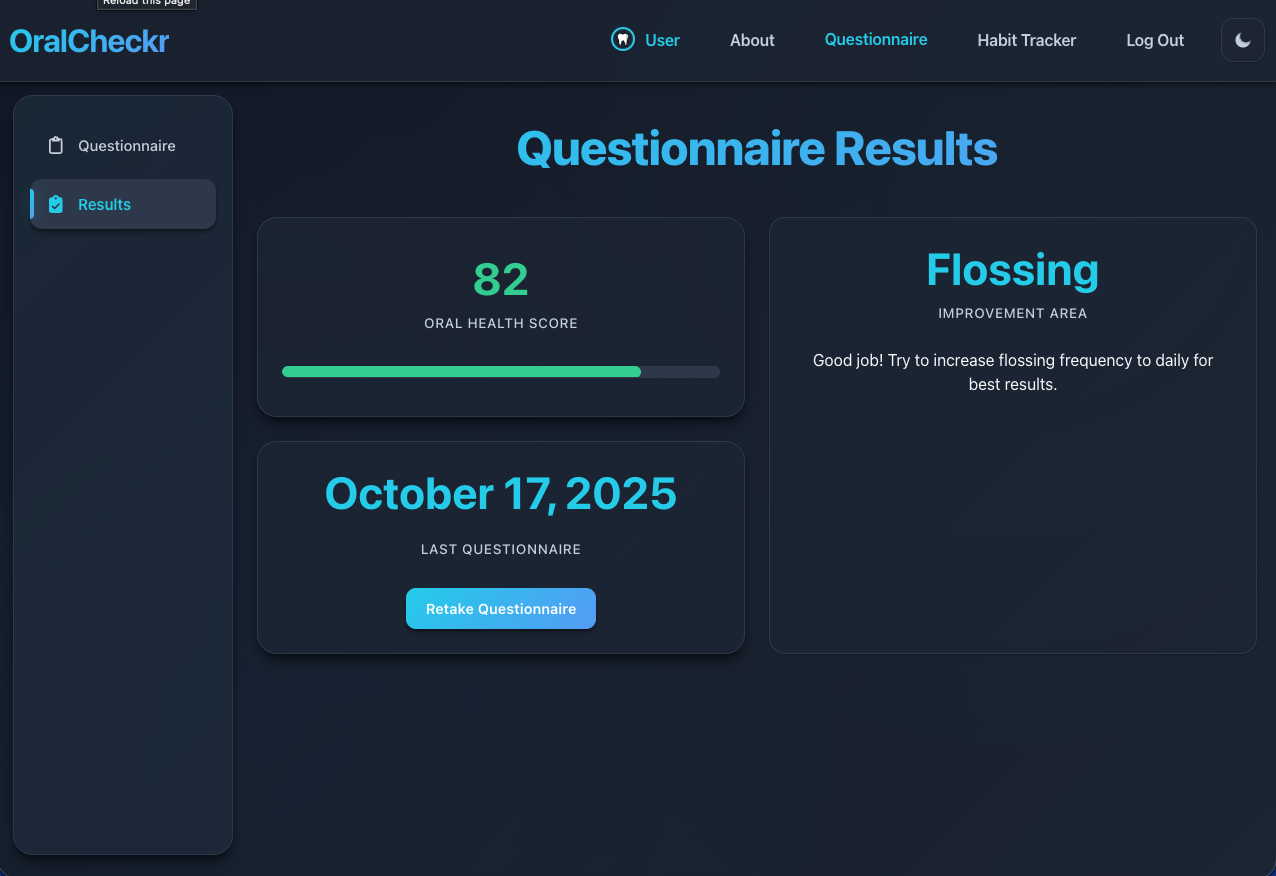 Reload this page
OralCheckr
User
About
Questionnaire
Habit Tracker
Log Out
Questionnaire
Results
Questionnaire Results
82
ORAL HEALTH SCORE
October 17, 2025
LAST QUESTIONNAIRE
Retake Questionnaire
Flossing
IMPROVEMENT AREA
Good job! Try to increase flossing frequency to daily for
best results.